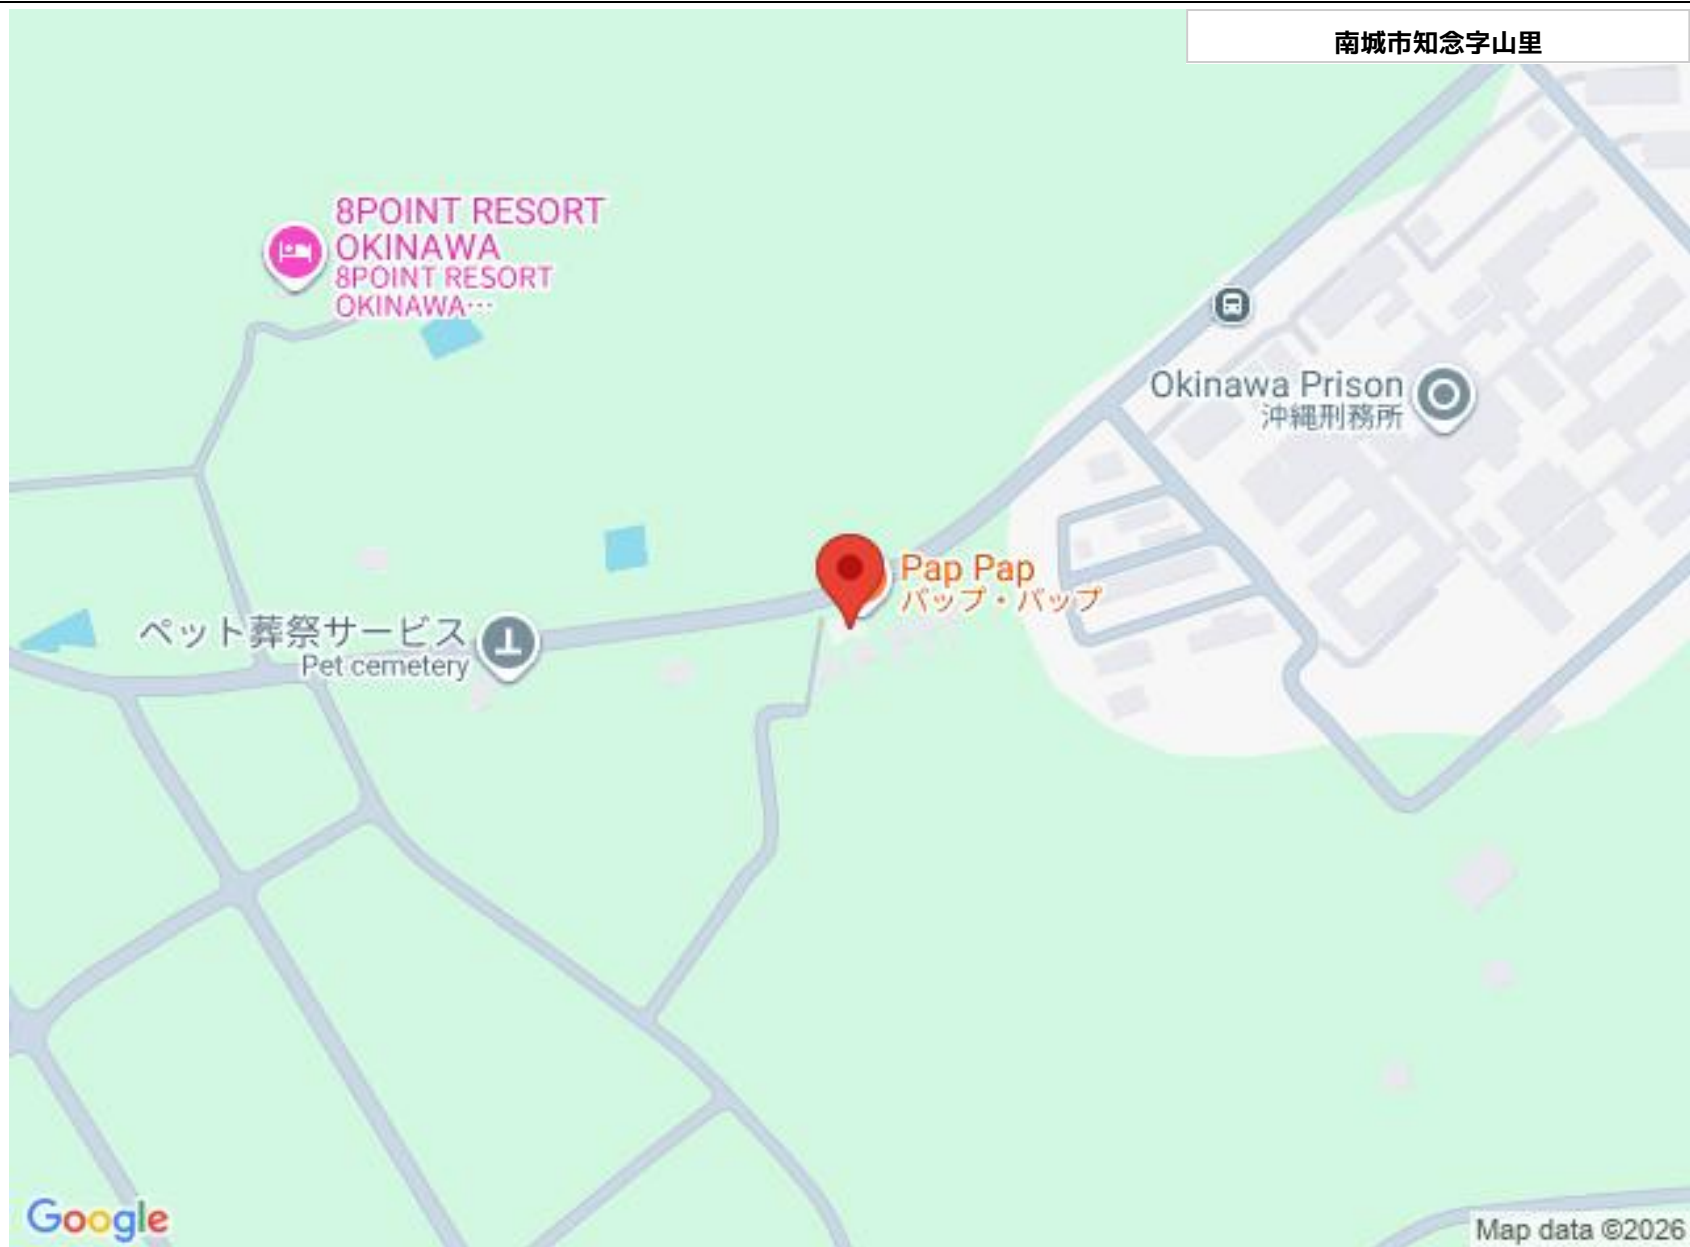 南城市知念字山里
8POINT RESORT
OKINAWA
8POINT RESORT
OKINAWA…
Okinawa Prison
沖縄刑務所
Pap Pap
パップ・パップ
ペット葬祭サービス
Pet cemetery
Google
Map data ©2026